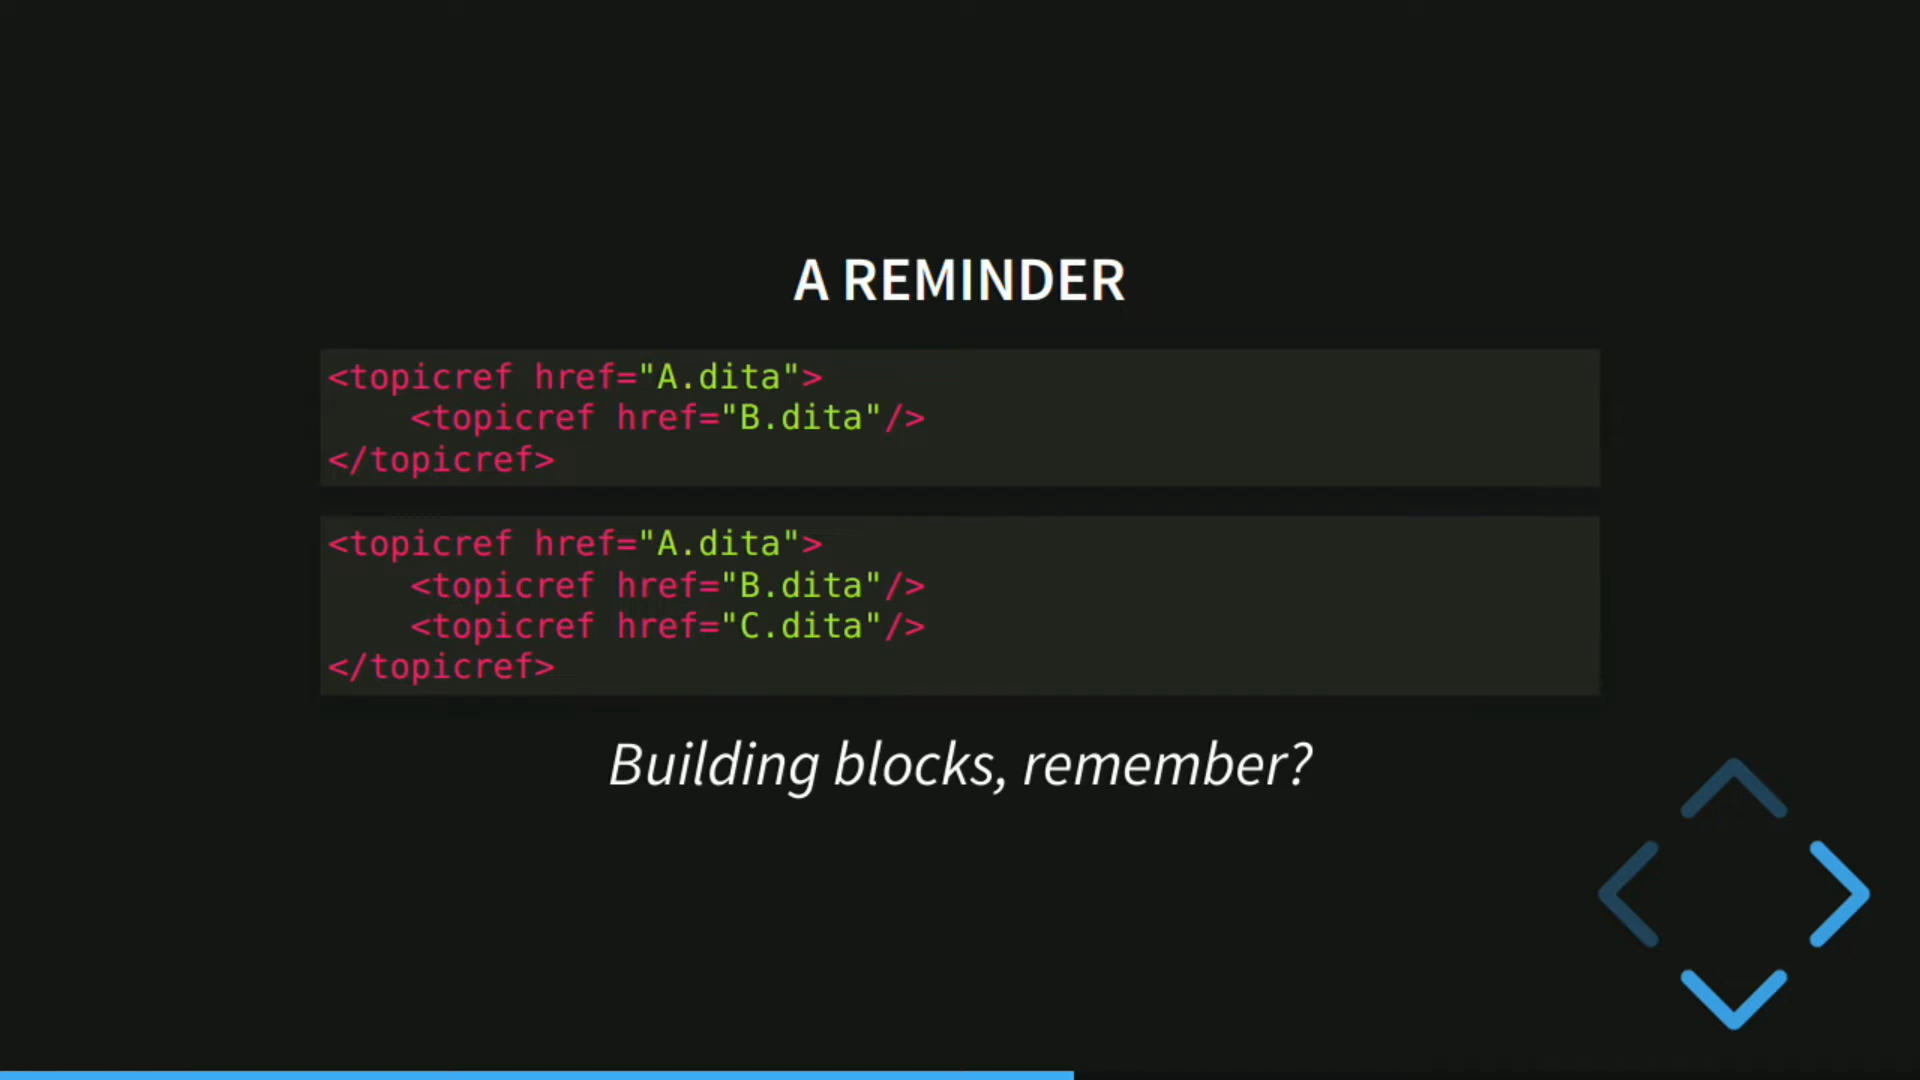 A REMINDER
<topicref href="A.dita">
    <topicref href="B.dita"/>
</topicref>
<topicref href="A.dita">
    <topicref href="B.dita"/>
    <topicref href="C.dita"/>
</topicref>
Building blocks, remember?